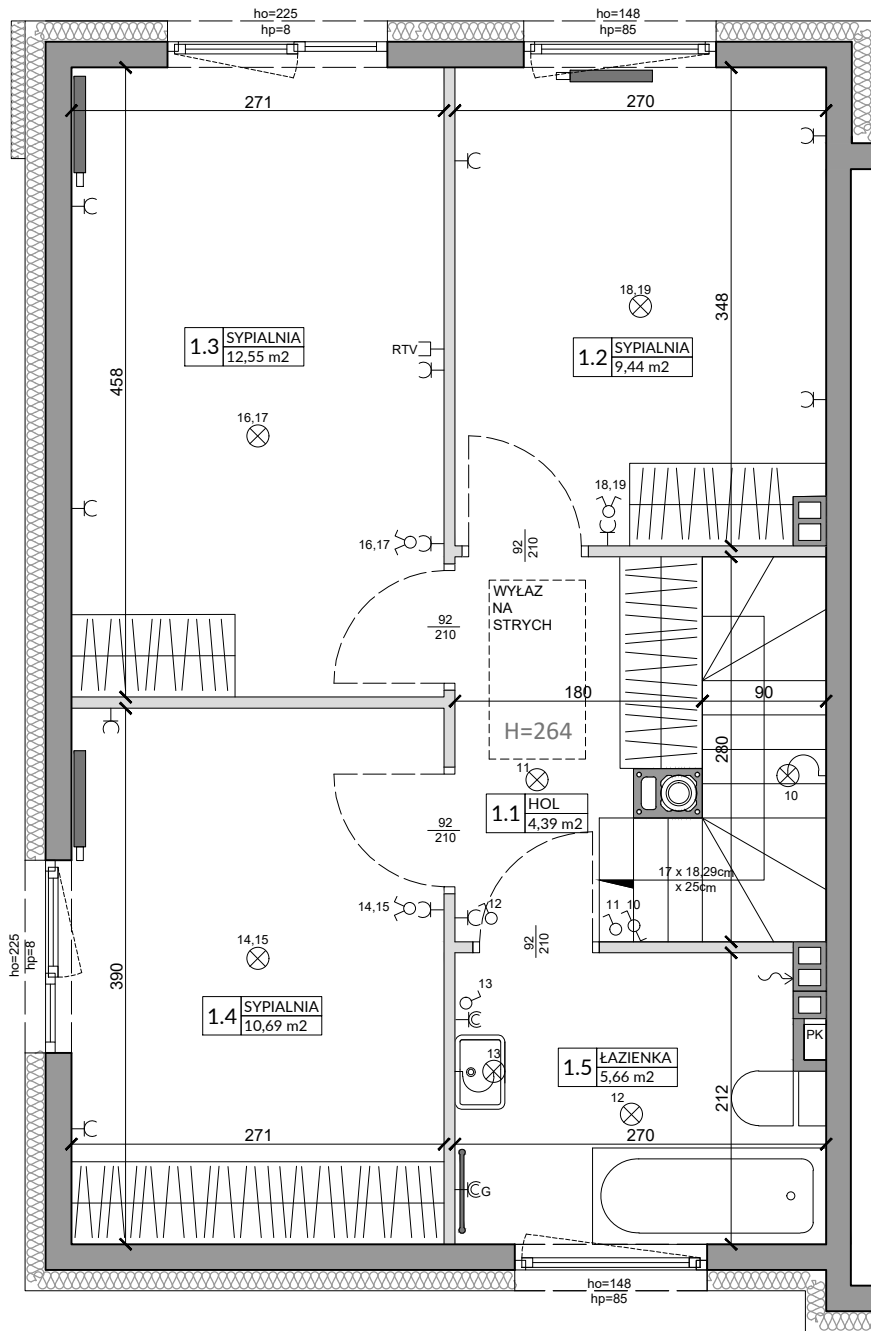 ho=225
hp=8
ho=148
hp=85
271
270
458
348
18,19
1.3
SYPIALNIA
12,55 m2
RTV
1.2
SYPIALNIA
9,44 m2
16,17
18,19
16,17
92
210
WYŁAZ
NA
STRYCH
92
210
180
90
H=264
280
11
10
1.1
HOL
4,39 m2
92
210
17 x 18,29cm
x 25cm
14,15
12
11
10
92
210
14,15
ho=225
hp=8
390
13
1.4
SYPIALNIA
10,69 m2
PK
13
1.5
ŁAZIENKA
5,66 m2
12
212
271
270
G
ho=148
hp=85